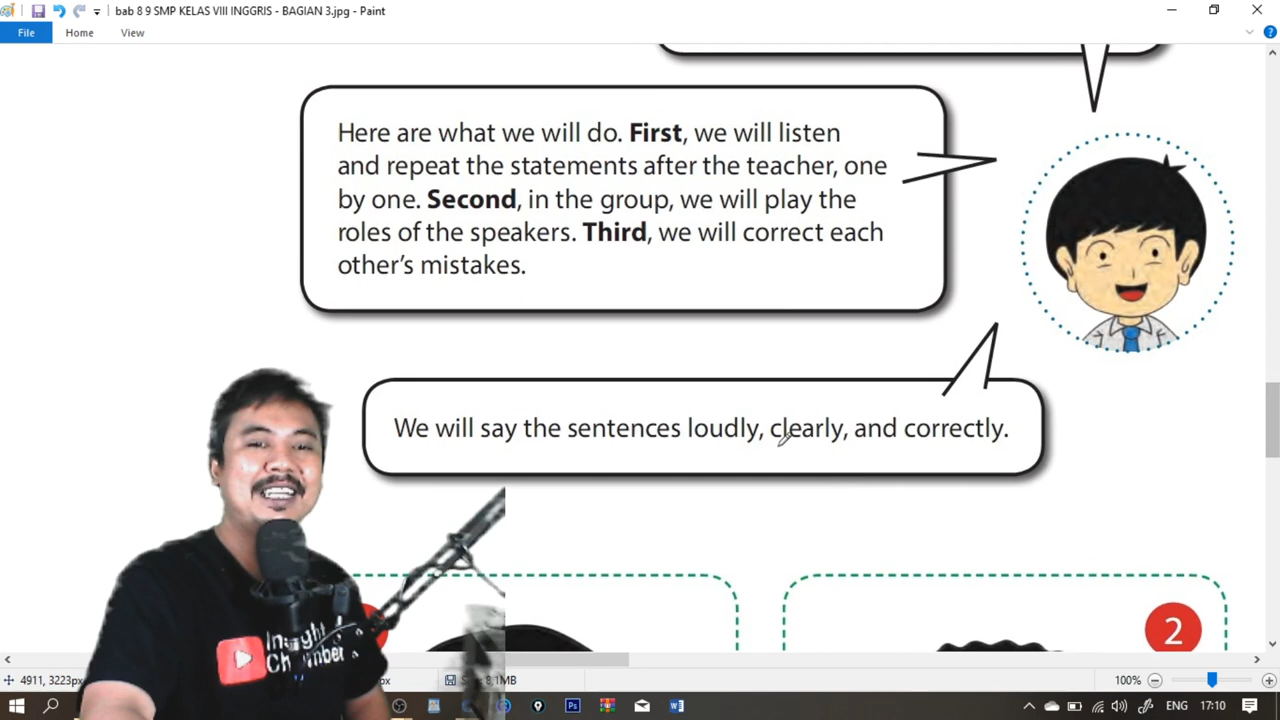 bab 8 9 SMP KELAS VIII INGGRIS - BAGIAN 3.jpg - Paint
File Home View
Here are what we will do. First, we will listen
and repeat the statements after the teacher, one
by one. Second, in the group, we will play the
roles of the speakers. Third, we will correct each
other's mistakes.
We will say the sentences loudly, clearly, and correctly.
2
4911, 3223px
8,1MB
100%
Ps
W
ENG
17:10